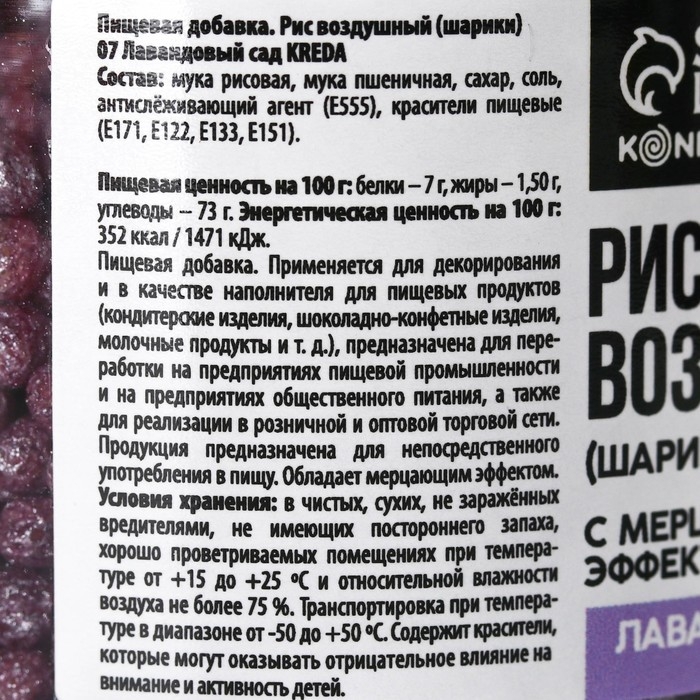 Пищевая добавка. Рис воздушный (шарики)
07 Лавандовый сад KREDA
Состав: мука рисовая, мука пшеничная, сахар, соль,
антислёживающий агент (Е555), красители пищевые
(Е171, Е122, Е133, Е151).
Пищевая ценность на 100 г: белки – 7 г, жиры – 1,50 г,
углеводы – 73 г. Энергетическая ценность на 100 г:
352 ккал / 1471 кДж.
Пищевая добавка. Применяется для декорирования
и в качестве наполнителя для пищевых продуктов
(кондитерские изделия, шоколадно-конфетные изделия,
молочные продукты и т. д.), предназначена для пере-
работки на предприятиях пищевой промышленности
и на предприятиях общественного питания, а также
для реализации в розничной и оптовой торговой сети.
Продукция предназначена для непосредственного
употребления в пищу. Обладает мерцающим эффектом.
Условия хранения: в чистых, сухих, не заражённых
вредителями, не имеющих постороннего запаха,
хорошо проветриваемых помещениях при темпера-
туре от +15 до +25 ºС и относительной влажности
воздуха не более 75 %. Транспортировка при темпера-
туре в диапазоне от -50 до +50 ºС. Содержит красители,
которые могут оказывать отрицательное влияние на
внимание и активность детей.
РИС
ВОЗ
(ШАРИ
С МЕРЦ
ЭФФЕК
ЛАВА